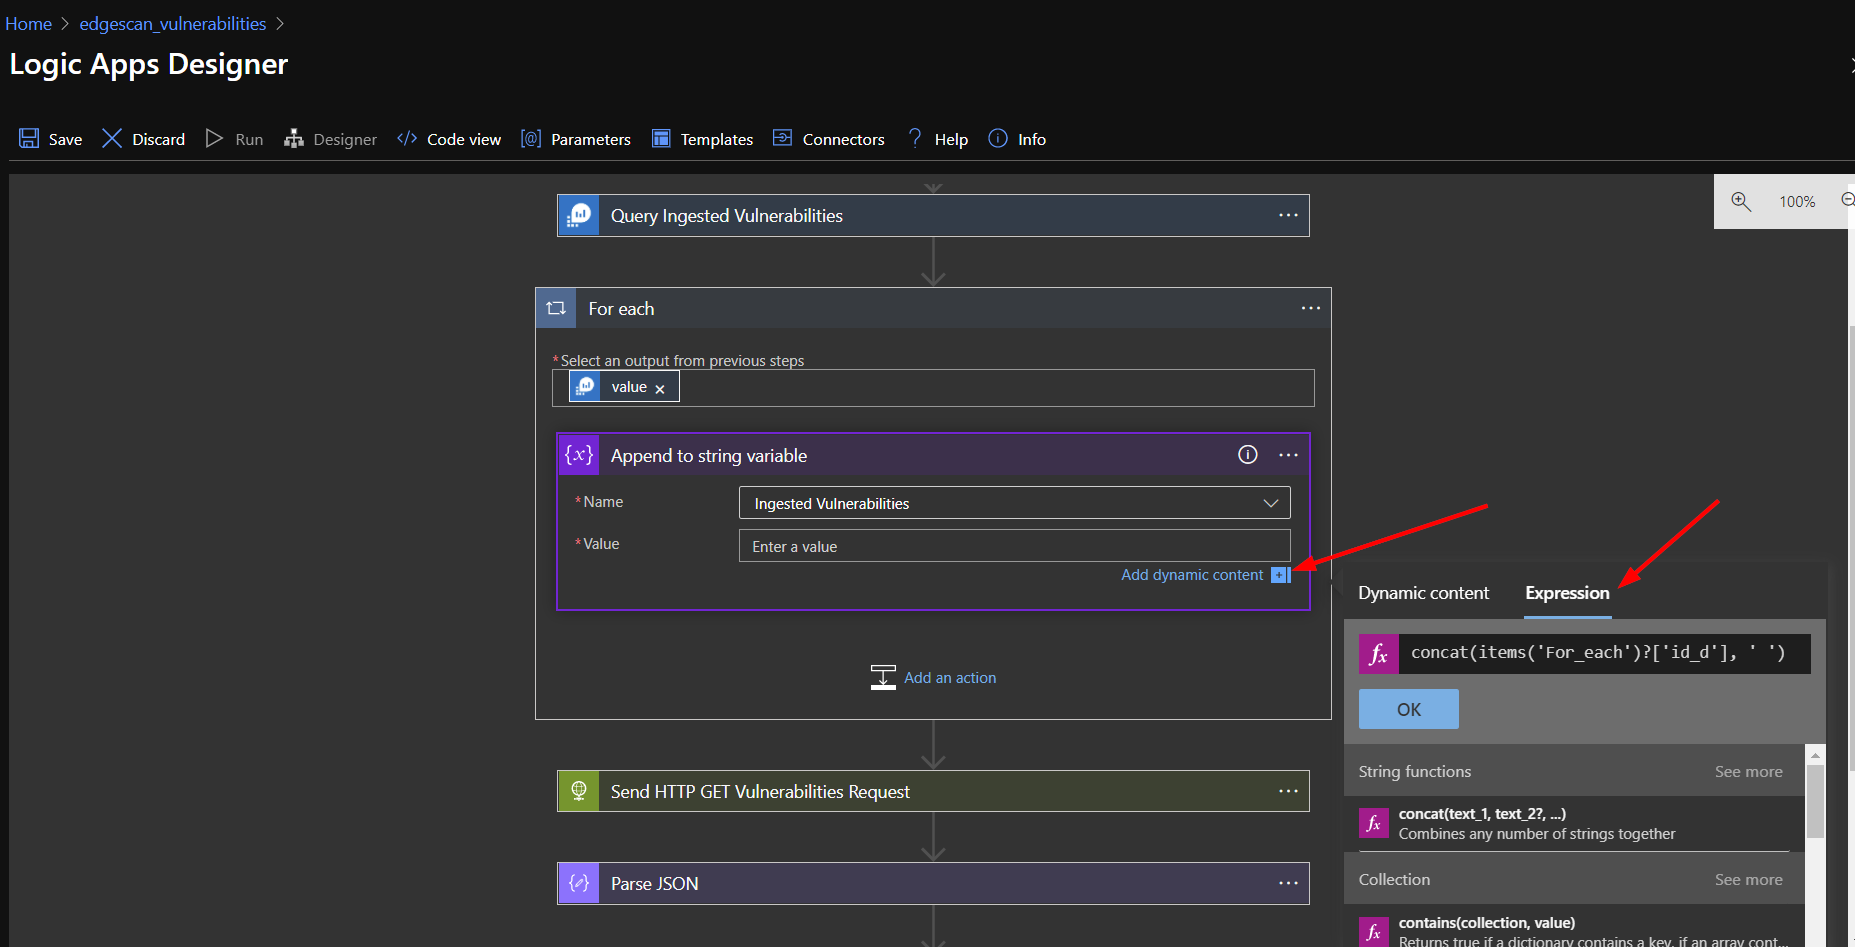 Home > edgescan_vulnerabilities >
Logic Apps Designer
Save Discard Run Designer Code view Parameters Templates Connectors Help Info
100%
Query Ingested Vulnerabilities
For each
* Select an output from previous steps
value ×
{x} Append to string variable
* Name Ingested Vulnerabilities
* Value Enter a value
Add dynamic content +
Add an action
Send HTTP GET Vulnerabilities Request
Parse JSON
Dynamic content Expression
fx concat(items('For_each')?['id_d'], ' ')
OK
String functions See more
fx concat(text_1, text_2?, ...)
Combines any number of strings together
Collection See more
fx contains(collection, value)
Returns true if a dictionary contains a key, if an array cont...